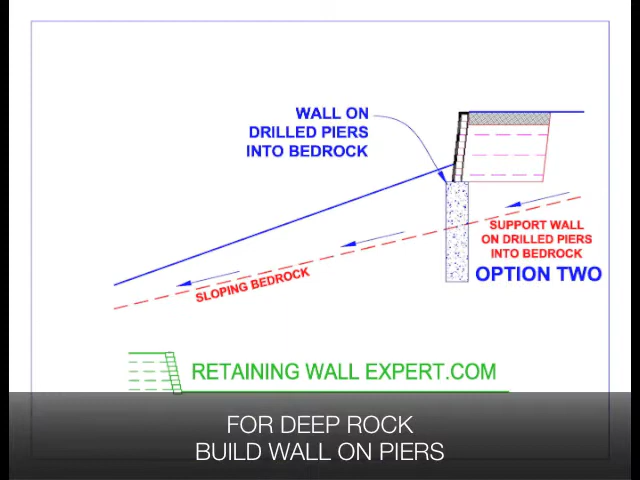 WALL ON
DRILLED PIERS
INTO BEDROCK
SUPPORT WALL
ON DRILLED PIERS
INTO BEDROCK
OPTION TWO
SLOPING BEDROCK
RETAINING WALL EXPERT.COM
FOR DEEP ROCK
BUILD WALL ON PIERS